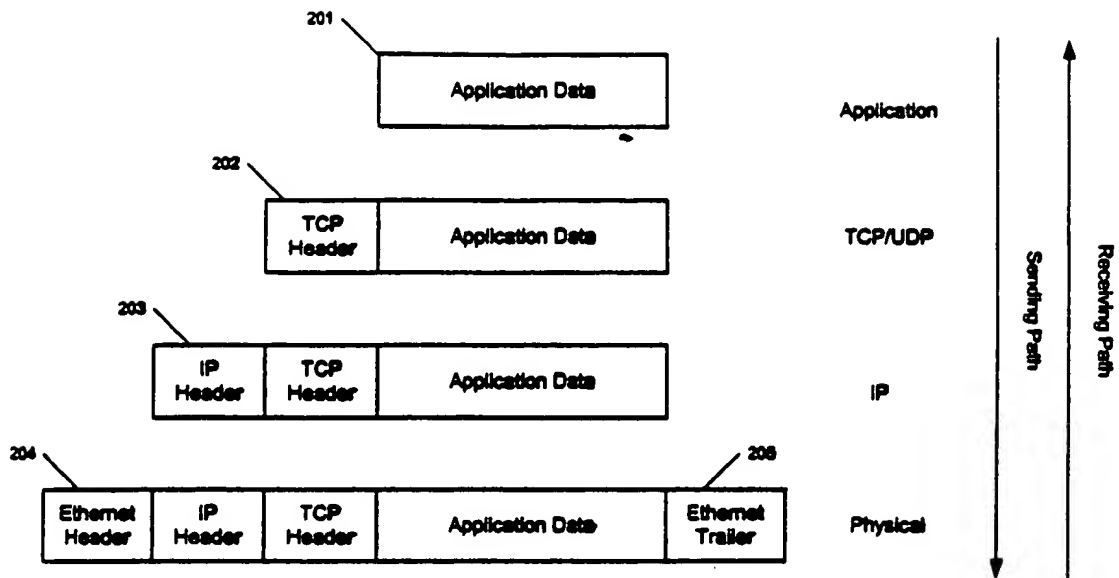 201
Application Data
Application
202
TCP
Header
Application Data
TCP/UDP
203
IP
Header
TCP
Header
Application Data
IP
204
205
Ethernet
Header
IP
Header
TCP
Header
Application Data
Ethernet
Trailer
Physical
Sending Path
Receiving Path